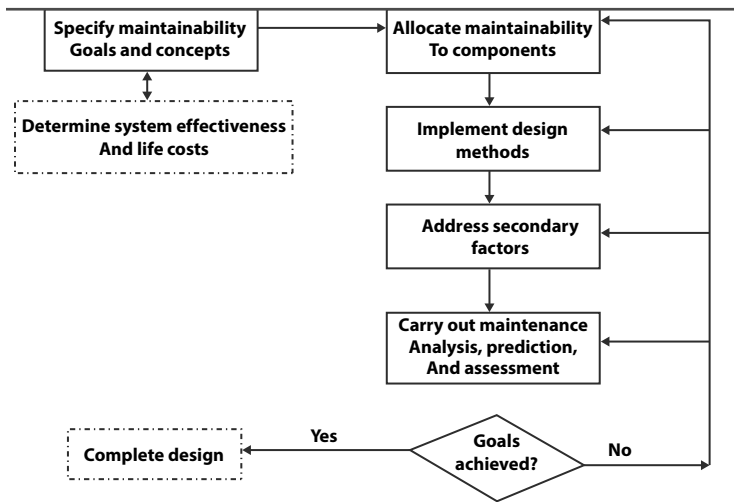 Specify maintainability
Goals and concepts
Allocate maintainability
To components
Determine system effectiveness
And life costs
Implement design
methods
Address secondary
factors
Carry out maintenance
Analysis, prediction,
And assessment
Yes
Goals
achieved?
No
Complete design